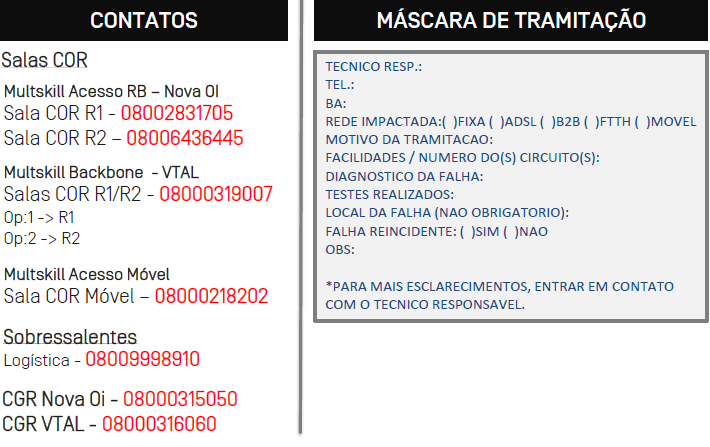 CONTATOS
Salas COR
Multskill Acesso RB – Nova OI
Sala COR R1 - 08002831705
Sala COR R2 – 08006436445
Multskill Backbone - VTAL
Salas COR R1/R2 - 08000319007
Op:1 -> R1
Op:2 -> R2
Multskill Acesso Móvel
Sala COR Móvel – 08000218202
Sobressalentes
Logística - 08009998910
CGR Nova Oi - 08000315050
CGR VTAL - 08000316060
MÁSCARA DE TRAMITAÇÃO
TECNICO RESP.:
TEL.:
BA:
REDE IMPACTADA:( )FIXA ( )ADSL ( )B2B ( )FTTH ( )MOVEL
MOTIVO DA TRAMITACAO:
FACILIDADES / NUMERO DO(S) CIRCUITO(S):
DIAGNOSTICO DA FALHA:
TESTES REALIZADOS:
LOCAL DA FALHA (NAO OBRIGATORIO):
FALHA REINCIDENTE: ( )SIM ( )NAO
OBS:
*PARA MAIS ESCLARECIMENTOS, ENTRAR EM CONTATO
COM O TECNICO RESPONSAVEL.